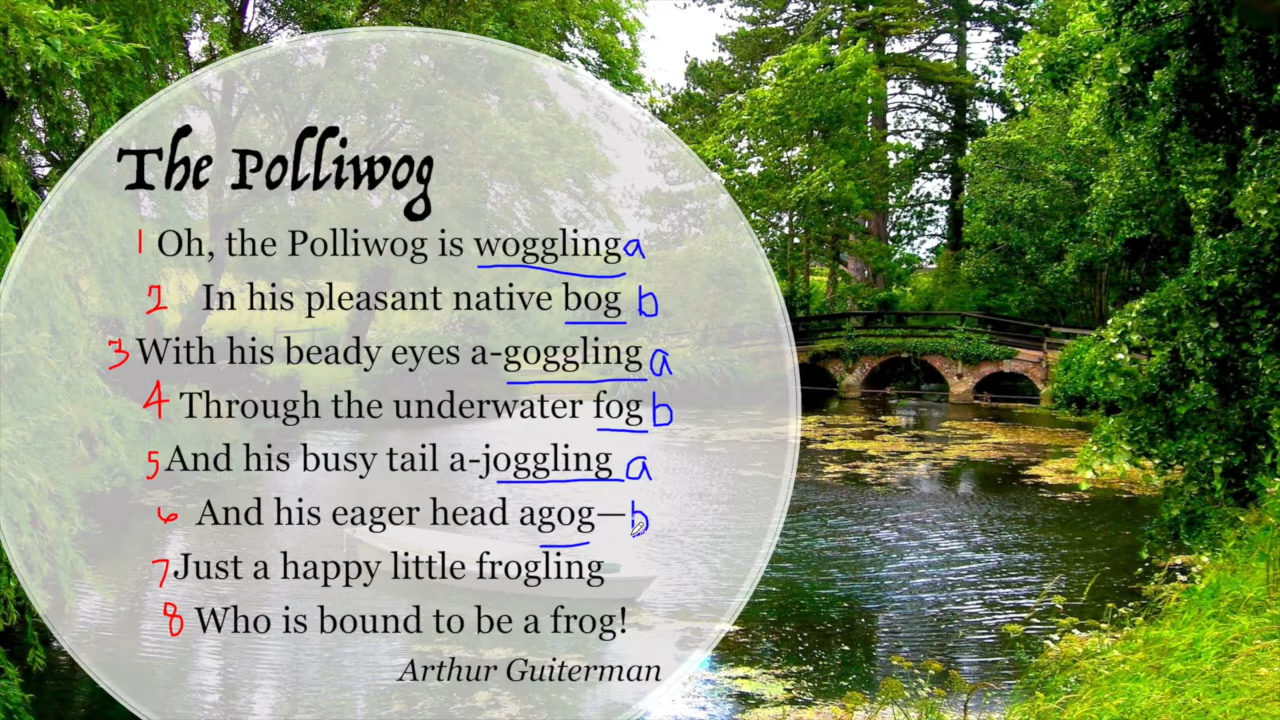 The Polliwog
1 Oh, the Polliwog is woggling a
2 In his pleasant native bog b
3 With his beady eyes a-goggling a
4 Through the underwater fog b
5 And his busy tail a-joggling a
6 And his eager head agog— b
7 Just a happy little frogling
8 Who is bound to be a frog!
Arthur Guiterman